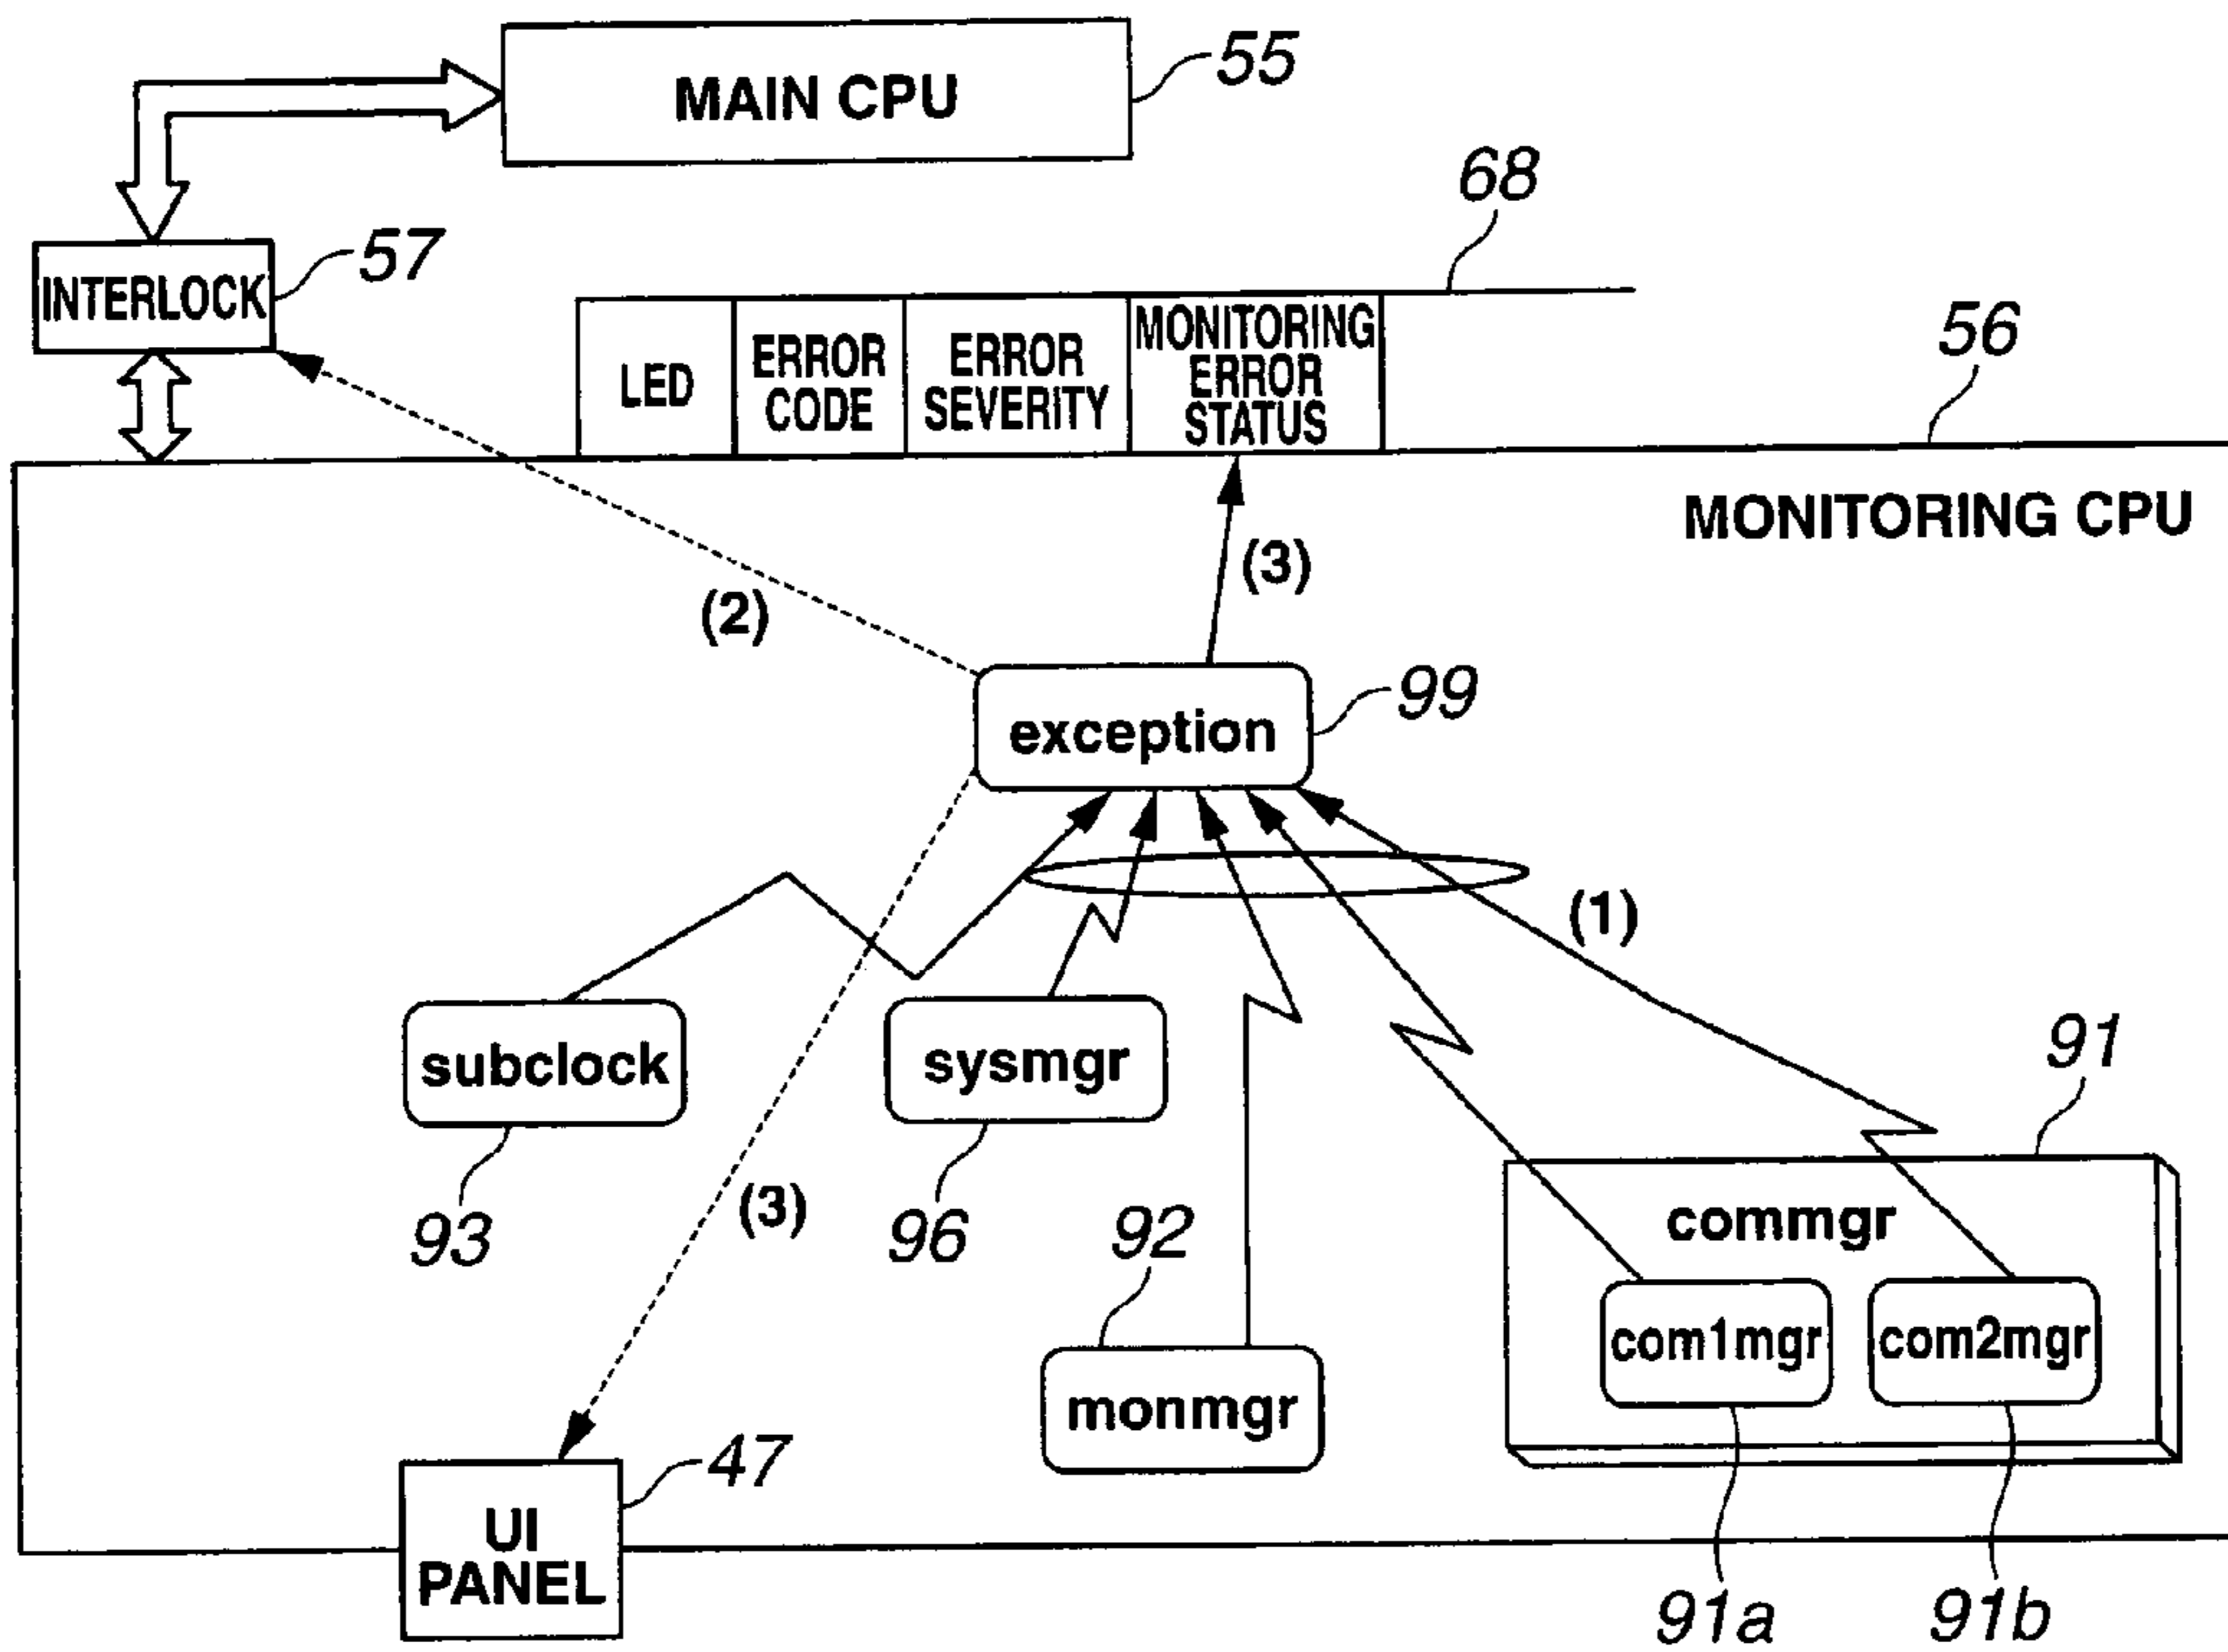 MAIN CPU
55
68
INTERLOCK
57
56
LED
ERROR
CODE
ERROR
SEVERITY
MONITORING
ERROR
STATUS
MONITORING CPU
(3)
(2)
exception
99
(1)
subclock
93
sysmgr
96
91
commgr
com1mgr
com2mgr
91a
91b
(3)
92
monmgr
47
UI
PANEL